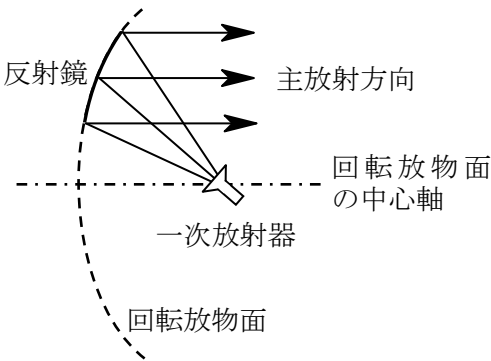 反射鏡
主放射方向
回転放物面
の中心軸
一次放射器
回転放物面